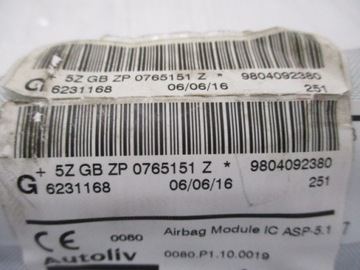 5Z GB ZP 0765151 Z * 9804092380
G 6231168 06/06/16 251
+ 5Z GB ZP 0765151 Z * 9804092380
G 6231168 06/06/16 251
CE 0080 Airbag Module IC ASP-5.1 7
Autoliv 0080.P1.10.0019